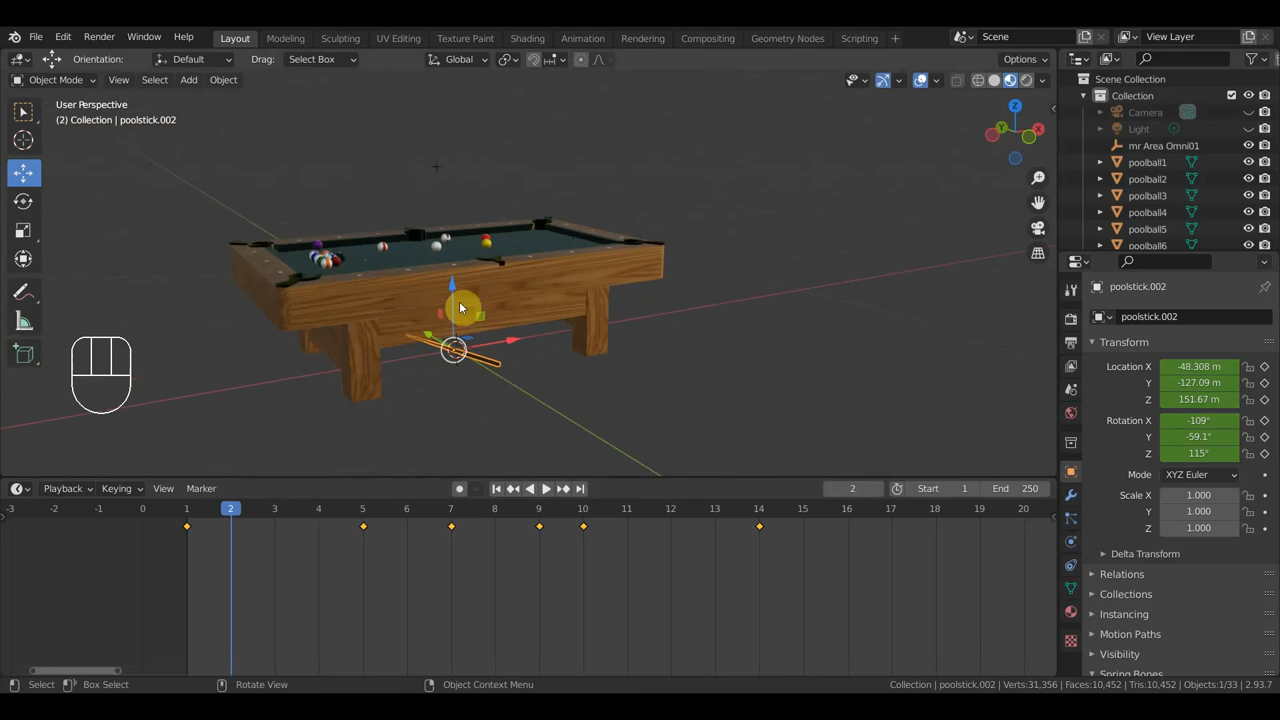 File Edit Render Window Help Layout Modeling Sculpting UV Editing Texture Paint Shading Animation Rendering Compositing Geometry Nodes Scripting + Scene View Layer
Orientation: Default Drag: Select Box Global Options
Object Mode View Select Add Object
User Perspective
(2) Collection | poolstick.002
Z
Y
X
Scene Collection
Collection
Camera
Light
mr Area Omni01
poolball1
poolball2
poolball3
poolball4
poolball5
poolball6
poolstick.002
poolstick.002
Transform
Location X -48.308 m
Y -127.09 m
Z 151.67 m
Rotation X -109°
Y -59.1°
Z 115°
Mode XYZ Euler
Scale X 1.000
Y 1.000
Z 1.000
Delta Transform
Relations
Collections
Instancing
Motion Paths
Visibility
Spring Bones
Playback Keying View Marker 2 Start 1 End 250
-3 -2 -1 0 1 2 3 4 5 6 7 8 9 10 11 12 13 14 15 16 17 18 19 20
Select Box Select Rotate View Object Context Menu Collection | poolstick.002 | Verts:31,356 | Faces:10,452 | Tris:10,452 | Objects:1/33 | 2.93.7